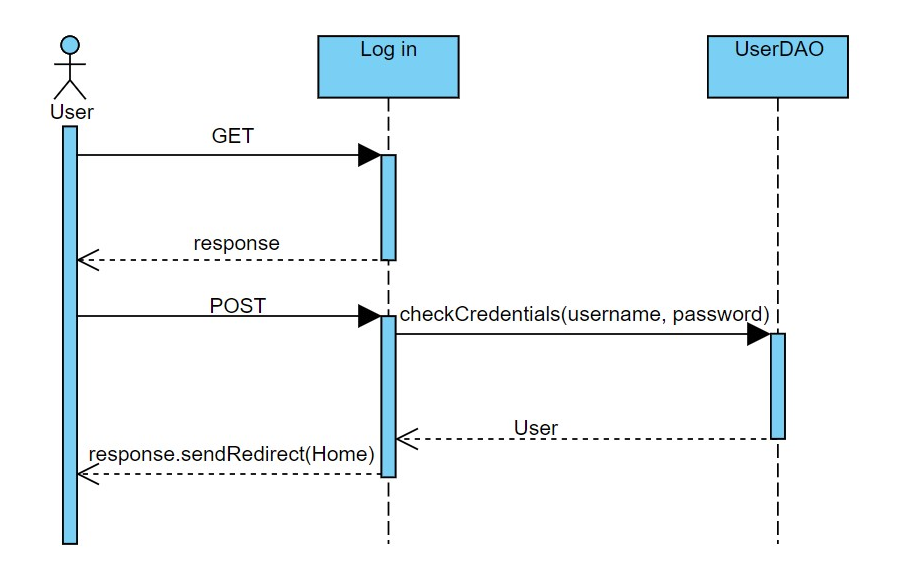 Log in
UserDAO
User
GET
response
POST
checkCredentials(username, password)
User
response.sendRedirect(Home)